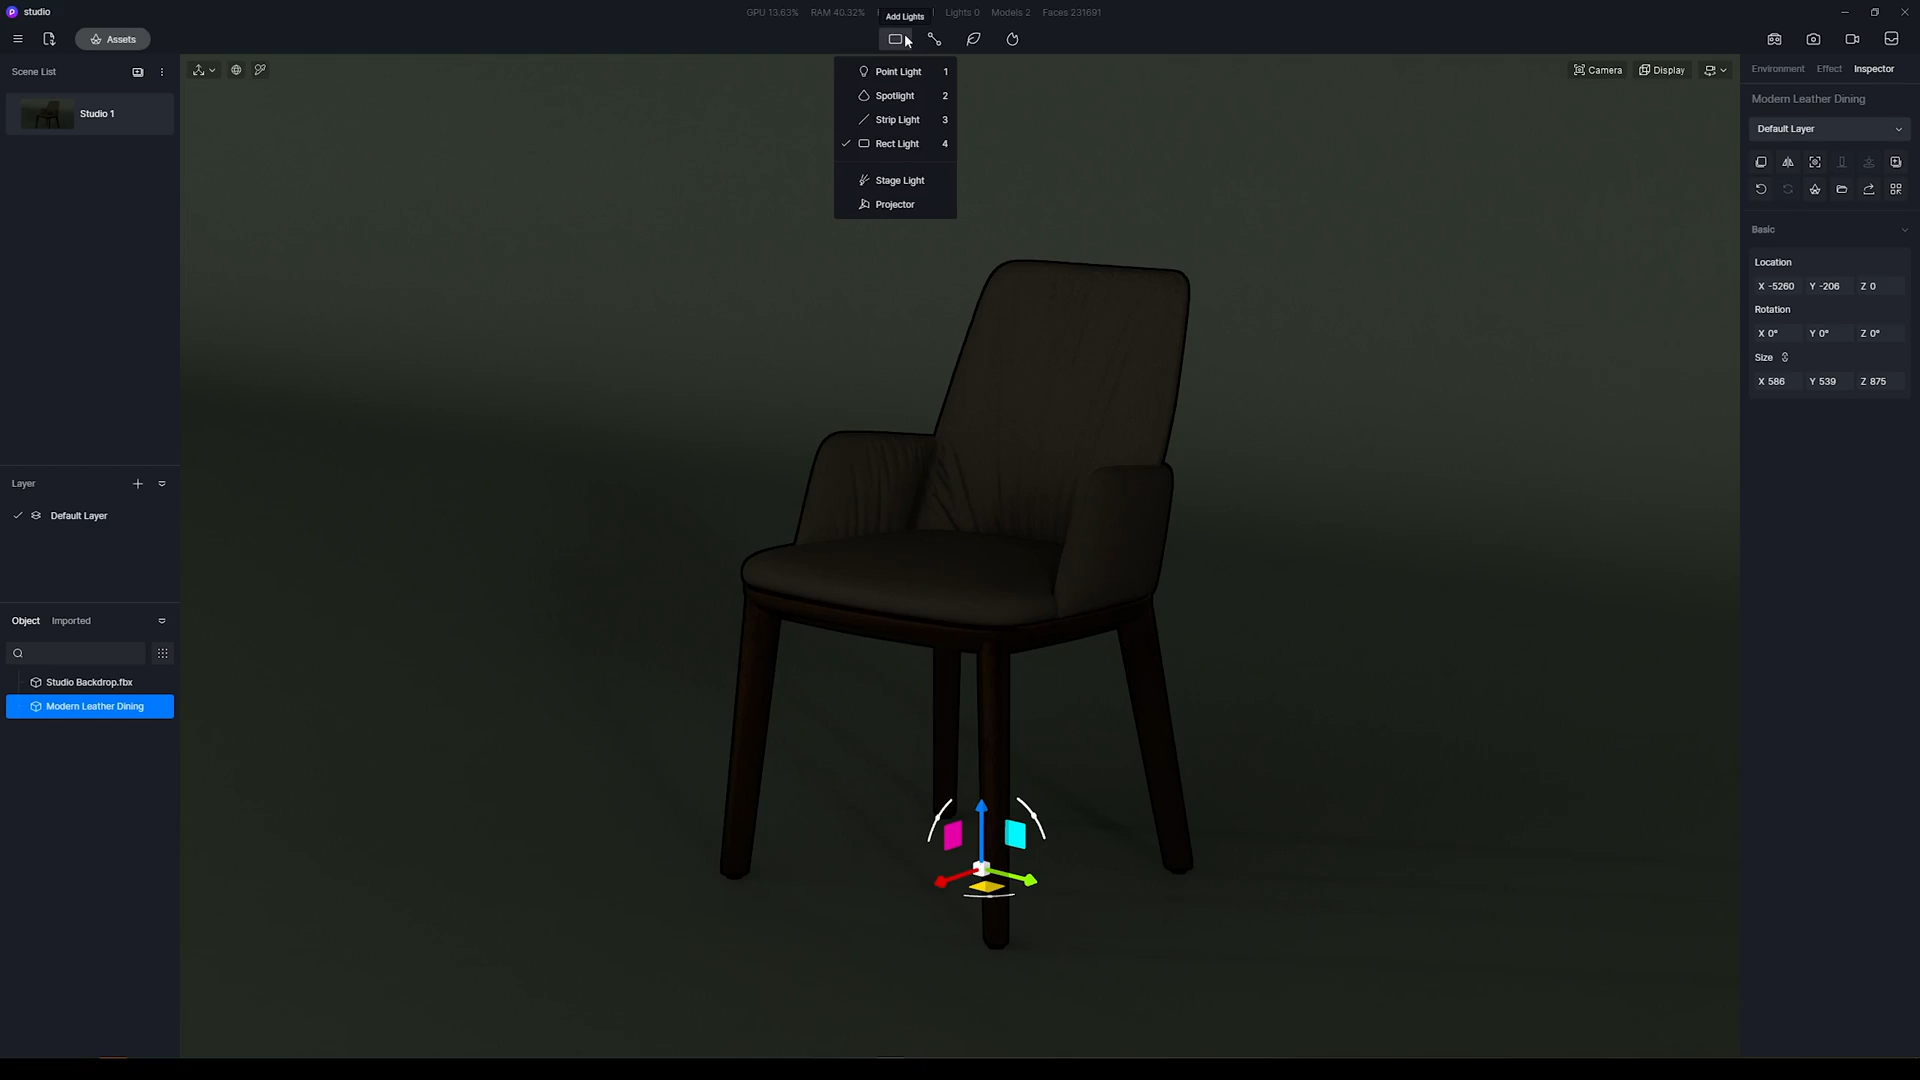 studio
GPU 13.63% RAM 40.32% Lights 0 Models 2 Faces 231691
Add Lights
Assets
Scene List
Studio 1
Point Light 1
Spotlight 2
Strip Light 3
Rect Light 4
Stage Light
Projector
Camera
Display
Environment Effect Inspector
Modern Leather Dining
Default Layer
Basic
Location
X -5260 Y -206 Z 0
Rotation
X 0° Y 0° Z 0°
Size
X 586 Y 539 Z 875
Layer
Default Layer
Object Imported
Studio Backdrop.fbx
Modern Leather Dining